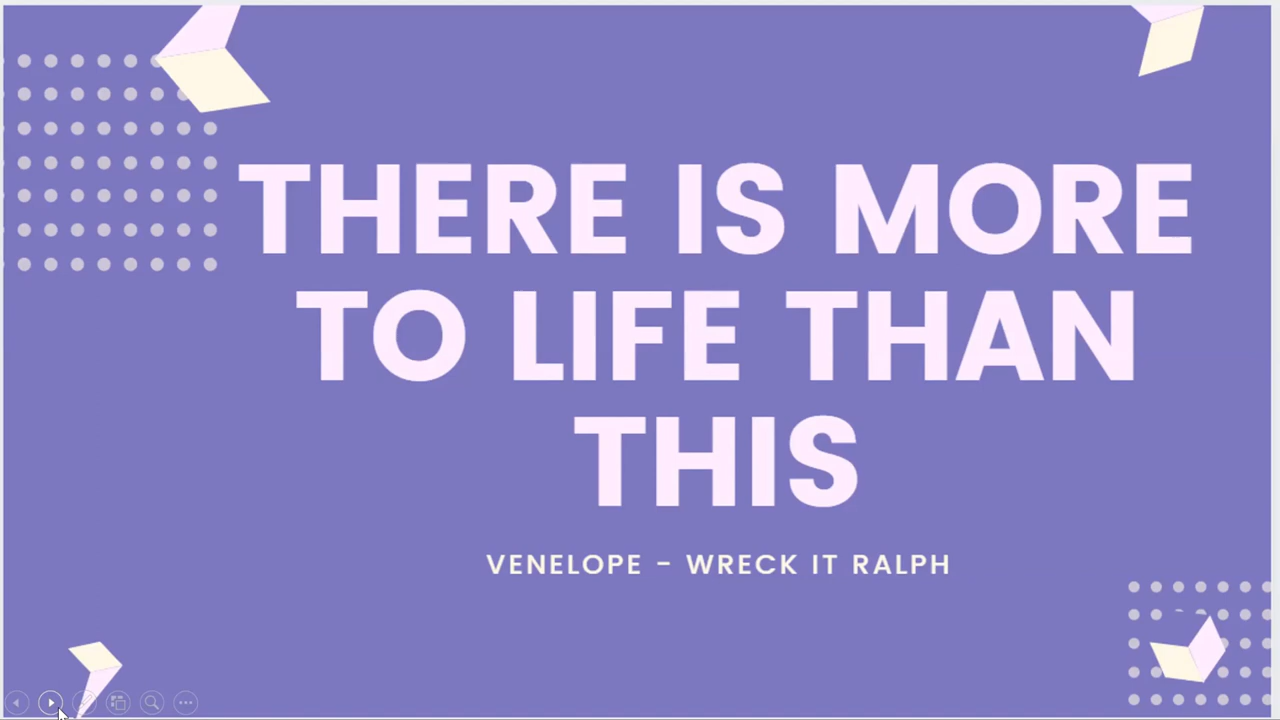 THERE IS MORE
TO LIFE THAN
THIS
VENELOPE - WRECK IT RALPH